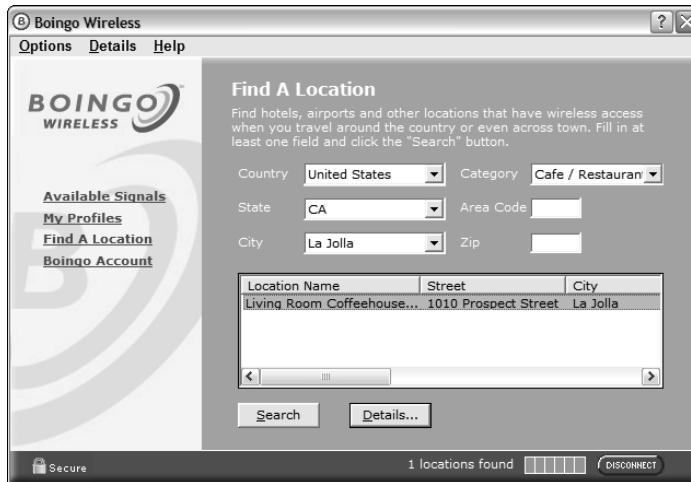 B Boingo Wireless
?
Options Details Help
BOINGO
WIRELESS
Available Signals
My Profiles
Find A Location
Boingo Account
Find A Location
Find hotels, airports and other locations that have wireless access
when you travel around the country or even across town. Fill in at
least one field and click the "Search" button.
Country United States Category Cafe / Restauran
State CA Area Code
City La Jolla Zip
Location Name Street City
Living Room Coffeehouse... 1010 Prospect Street La Jolla
Search Details...
Secure 1 locations found DISCONNECT